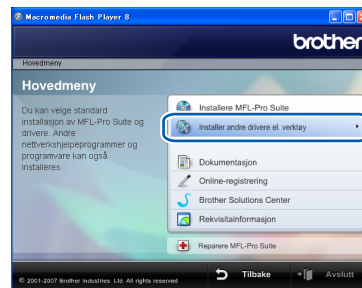 Macromedia Flash Player 8
brother
Hovedmeny
Hovedmeny
Du kan velge standard
installasjon av MFL-Pro Suite og
drivere. Andre
nettverkshjelpeprogrammer og
programvare kan også
installeres.
Installere MFL-Pro Suite
Installer andre drivere el. verktøy
Dokumentasjon
Online-registrering
Brother Solutions Center
Rekvisitainformasjon
Reparere MFL-Pro Suite
© 2001-2007 Brother Industries Ltd. All rights reserved
Tilbake
Avslutt